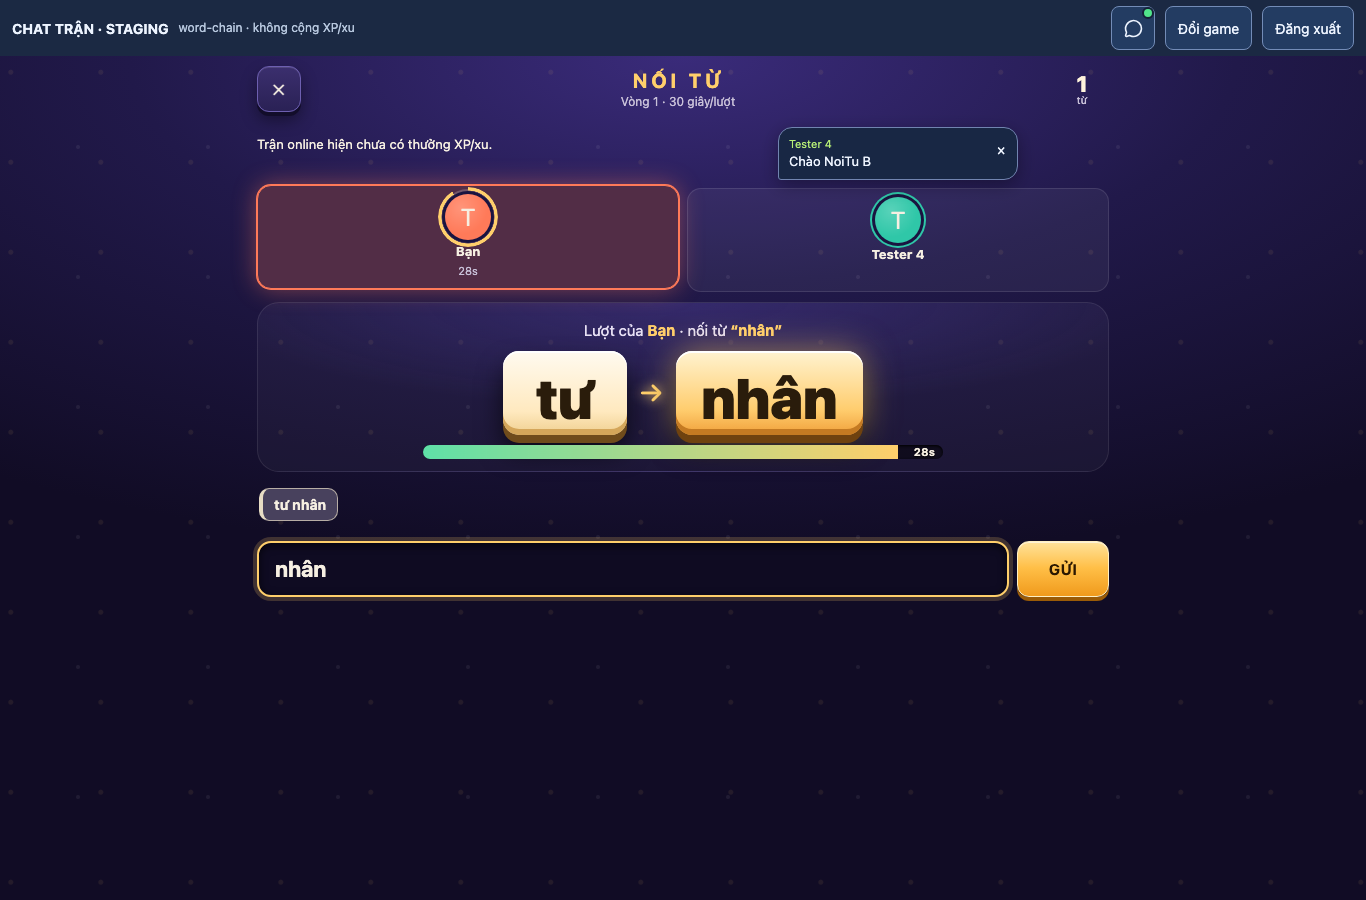 CHAT TRẬN · STAGING word-chain · không cộng XP/xu
Đổi game
Đăng xuất
NỐI TỪ
Vòng 1 · 30 giây/lượt
1
từ
Trận online hiện chưa có thưởng XP/xu.
Tester 4
Chào NoiTu B
T
Bạn
28s
T
Tester 4
Lượt của Bạn · nối từ “nhân”
tư → nhân
28s
tư nhân
nhân
GỬI